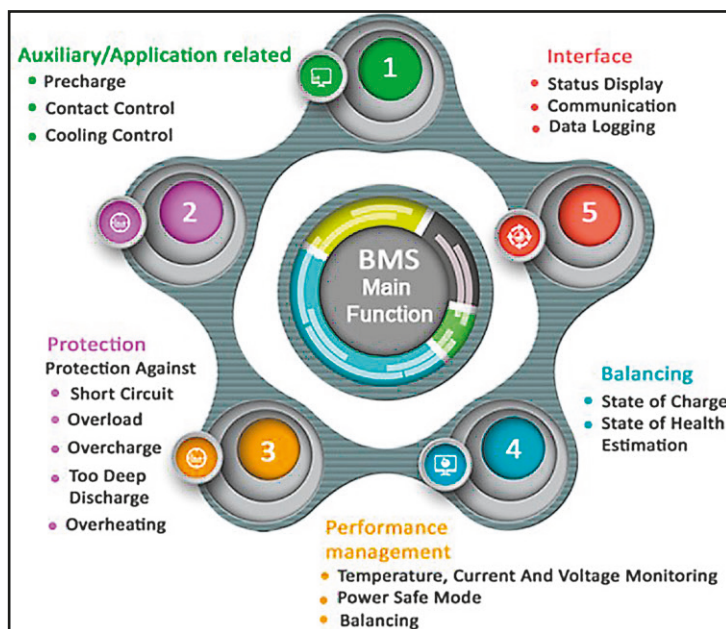 Auxiliary/Application related
Precharge
Contact Control
Cooling Control
1
Interface
Status Display
Communication
Data Logging
2
5
BMS
Main
Function
Protection
Protection Against
Short Circuit
Overload
Overcharge
Too Deep
Discharge
Overheating
3
4
Balancing
State of Charge
State of Health
Estimation
Performance
management
Temperature, Current And Voltage Monitoring
Power Safe Mode
Balancing